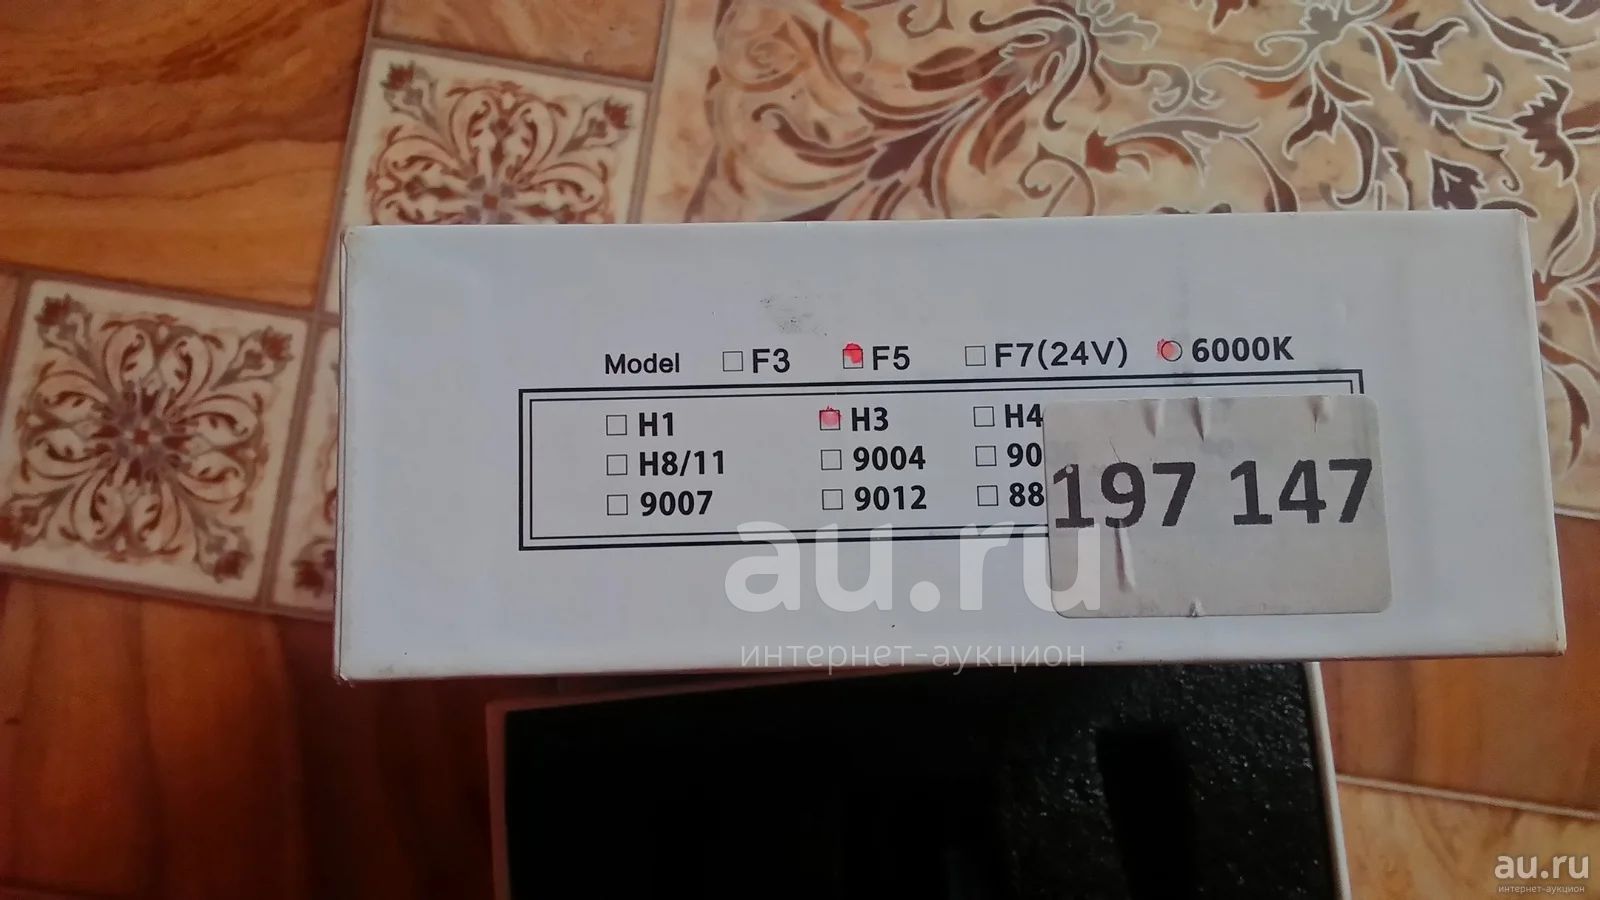 Model □ F3 □ F5 □ F7(24V) ○ 6000K
□ H1 □ H3 □ H4
□ H8/11 □ 9004 □ 90
□ 9007 □ 9012 □ 88
197 147
au.ru
интернет-аукцион
au.ru
интернет-аукцион